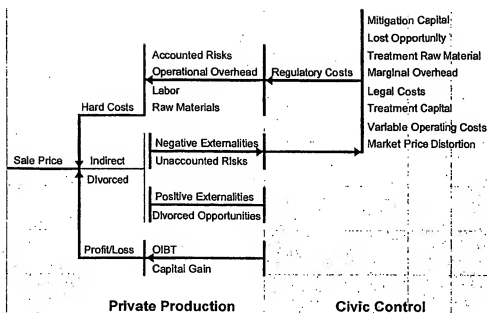 Mitigation Capital
Lost Opportunity
Accounted Risks
Treatment Raw Material
Operational Overhead
Regulatory Costs
Marginal Overhead
Labor
Legal Costs
Hard Costs
Raw Materials
Treatment Capital
Variable Operating Costs
Negative Externalities
Market Price Distortion
Sale Price
Indirect
Unaccounted Risks
Divorced
Positive Externalities
Divorced Opportunities
Profit/Loss
OIBT
Capital Gain
Private Production
Civic Control